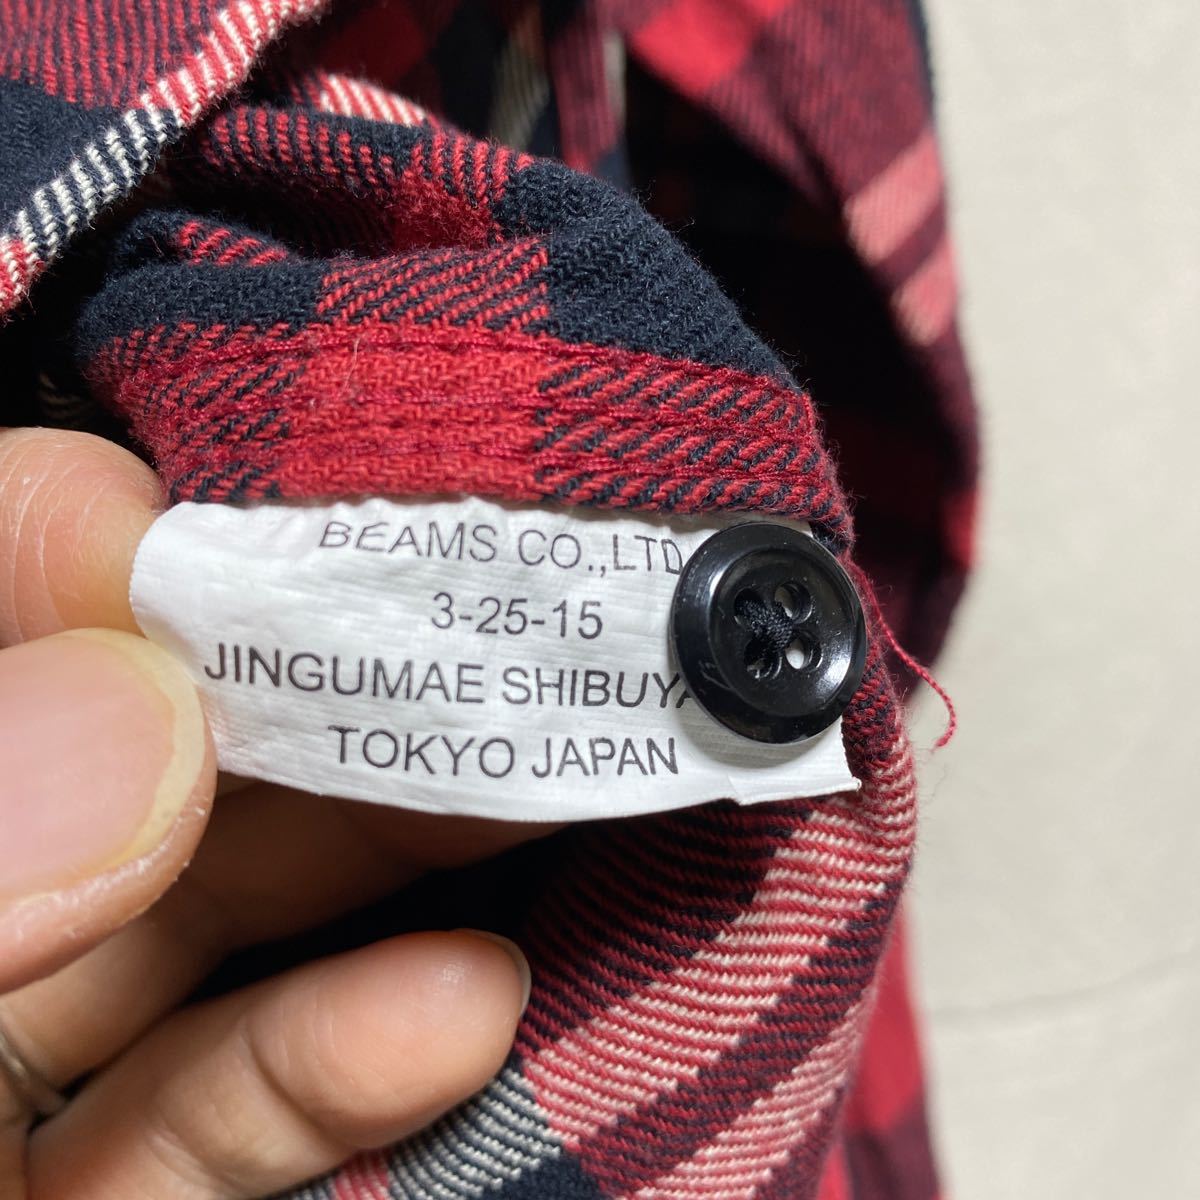 BEAMS CO.,LTD
3-25-15
JINGUMAE SHIBUYA
TOKYO JAPAN